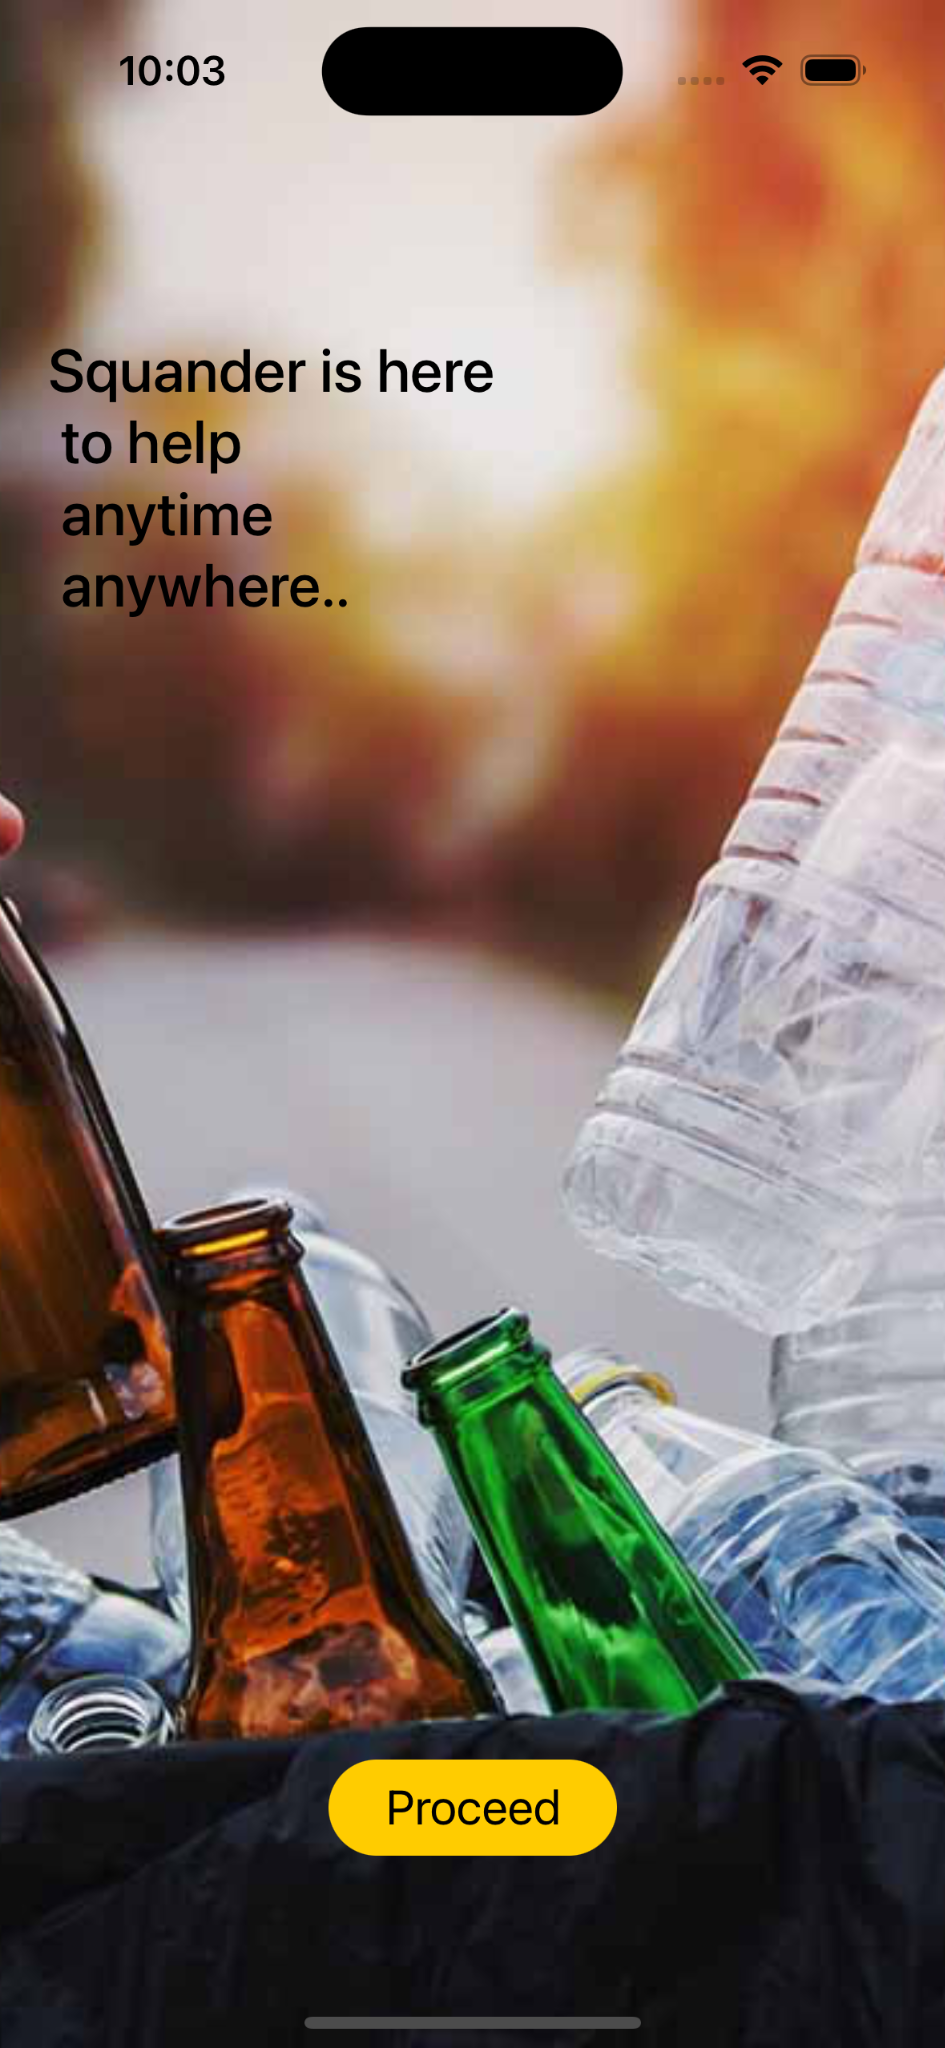 10:03
Squander is here
to help
anytime
anywhere..
Proceed